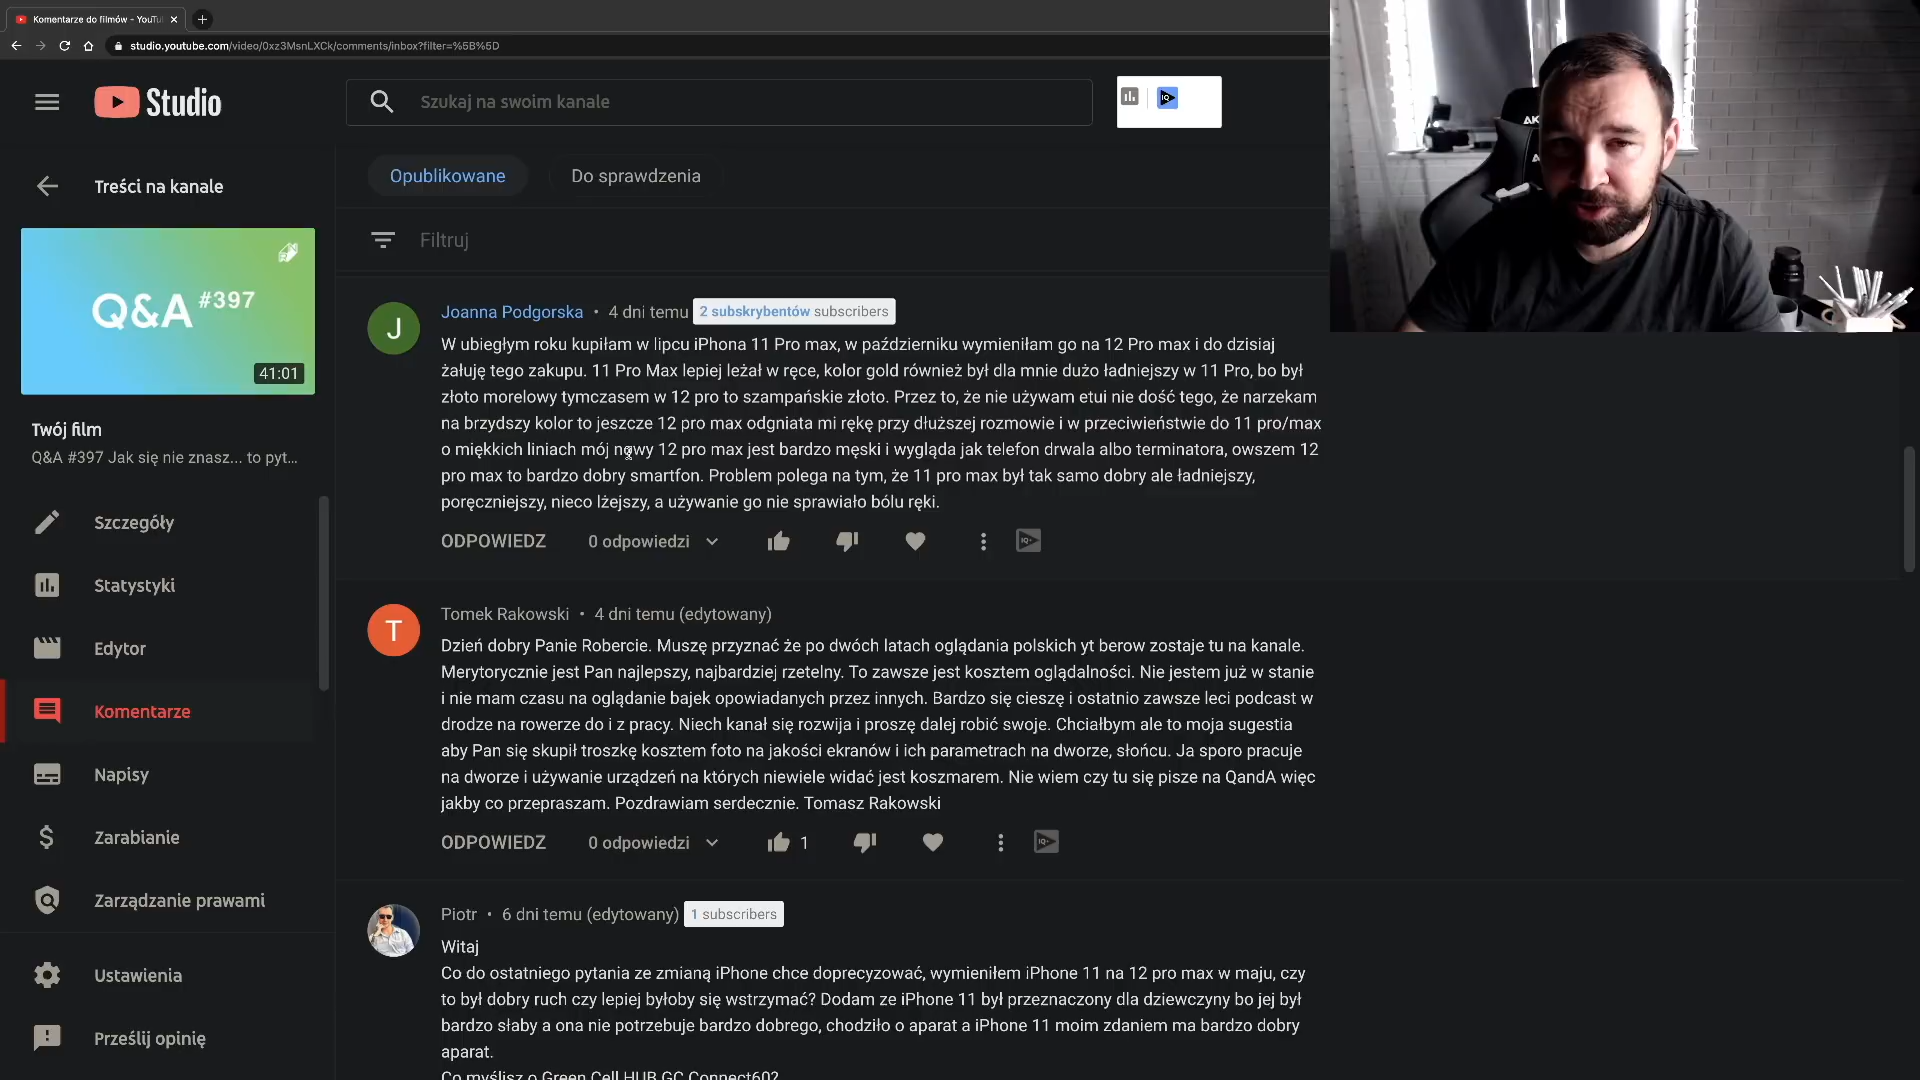 Komentarze do filmów - YouTu
studio.youtube.com/video/0xz3MsnLXCk/comments/inbox?filter=%5B%5D
Studio
Szukaj na swoim kanale
IQ
Treści na kanale
Opublikowane
Do sprawdzenia
Filtruj
Q&A #397
41:01
Twój film
Q&A #397 Jak się nie znasz... to pyt...
Szczegóły
Statystyki
Edytor
Komentarze
Napisy
Zarabianie
Zarządzanie prawami
Ustawienia
Prześlij opinię
J
Joanna Podgorska • 4 dni temu 2 subskrybentów subscribers
W ubiegłym roku kupiłam w lipcu iPhona 11 Pro max, w październiku wymieniłam go na 12 Pro max i do dzisiaj
żałuję tego zakupu. 11 Pro Max lepiej leżał w ręce, kolor gold również był dla mnie dużo ładniejszy w 11 Pro, bo był
złoto morelowy tymczasem w 12 pro to szampańskie złoto. Przez to, że nie używam etui nie dość tego, że narzekam
na brzydszy kolor to jeszcze 12 pro max odgniata mi rękę przy dłuższej rozmowie i w przeciwieństwie do 11 pro/max
o miękkich liniach mój nowy 12 pro max jest bardzo męski i wygląda jak telefon drwala albo terminatora, owszem 12
pro max to bardzo dobry smartfon. Problem polega na tym, że 11 pro max był tak samo dobry ale ładniejszy,
poręczniejszy, nieco lżejszy, a używanie go nie sprawiało bólu ręki.
ODPOWIEDZ 0 odpowiedzi
T
Tomek Rakowski • 4 dni temu (edytowany)
Dzień dobry Panie Robercie. Muszę przyznać że po dwóch latach oglądania polskich yt berow zostaje tu na kanale.
Merytorycznie jest Pan najlepszy, najbardziej rzetelny. To zawsze jest kosztem oglądalności. Nie jestem już w stanie
i nie mam czasu na oglądanie bajek opowiadanych przez innych. Bardzo się cieszę i ostatnio zawsze leci podcast w
drodze na rowerze do i z pracy. Niech kanał się rozwija i proszę dalej robić swoje. Chciałbym ale to moja sugestia
aby Pan się skupił troszkę kosztem foto na jakości ekranów i ich parametrach na dworze, słońcu. Ja sporo pracuje
na dworze i używanie urządzeń na których niewiele widać jest koszmarem. Nie wiem czy tu się pisze na QandA więc
jakby co przepraszam. Pozdrawiam serdecznie. Tomasz Rakowski
ODPOWIEDZ 0 odpowiedzi 1
Piotr • 6 dni temu (edytowany) 1 subscribers
Witaj
Co do ostatniego pytania ze zmianą iPhone chce doprecyzować, wymieniłem iPhone 11 na 12 pro max w maju, czy
to był dobry ruch czy lepiej byłoby się wstrzymać? Dodam ze iPhone 11 był przeznaczony dla dziewczyny bo jej był
bardzo słaby a ona nie potrzebuje bardzo dobrego, chodziło o aparat a iPhone 11 moim zdaniem ma bardzo dobry
aparat.
Co myślisz o Green Cell HUB GC Connect60?